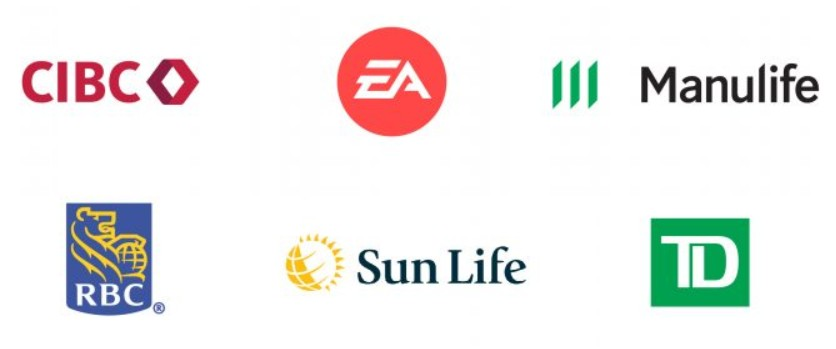 CIBC
EA
Manulife
RBC®
Sun Life
TD